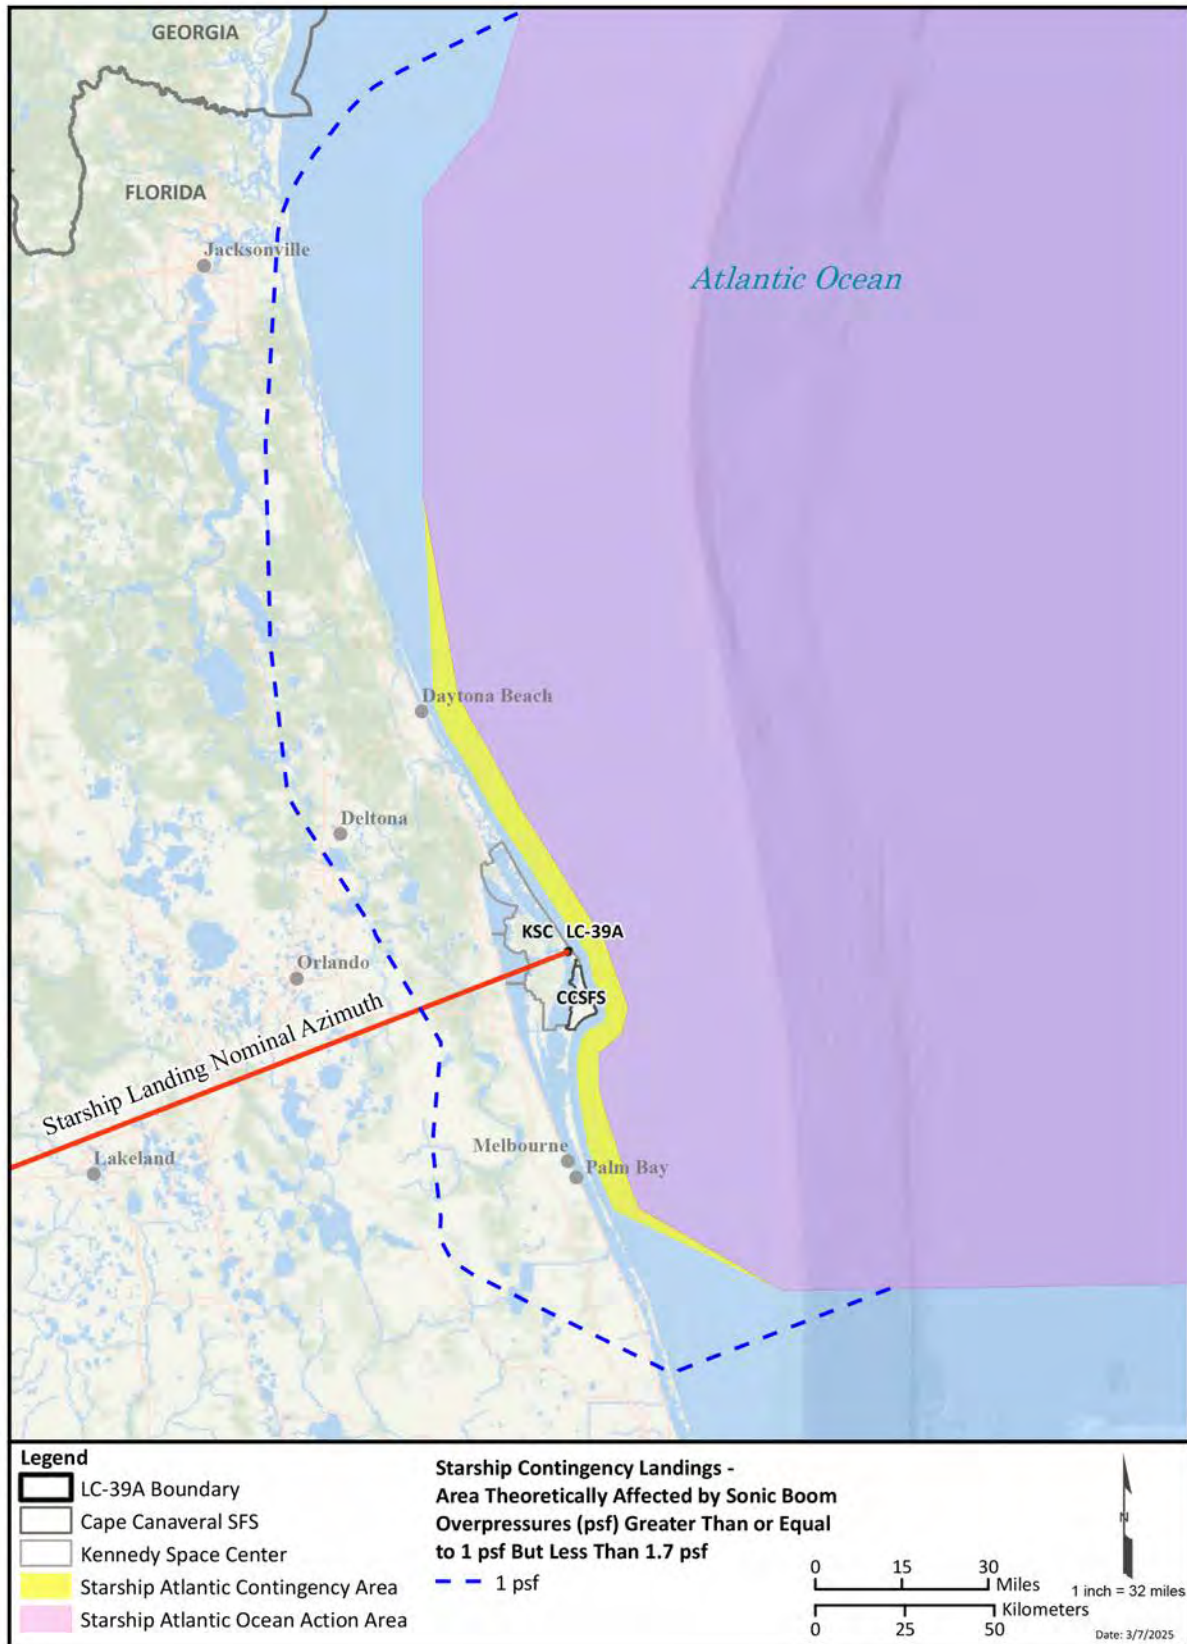 GEORGIA
FLORIDA
Jacksonville
Atlantic Ocean
Daytona Beach
Deltona
KSC LC-39A
Orlando
CCSFS
Starship Landing Nominal Azimuth
Melbourne
Lakeland
Palm Bay
Legend
LC-39A Boundary
Cape Canaveral SFS
Kennedy Space Center
Starship Atlantic Contingency Area
Starship Atlantic Ocean Action Area
Starship Contingency Landings -
Area Theoretically Affected by Sonic Boom
Overpressures (psf) Greater Than or Equal
to 1 psf But Less Than 1.7 psf
1 psf
N
0 15 30
Miles
1 inch = 32 miles
Kilometers
0 25 50
Date: 3/7/2025